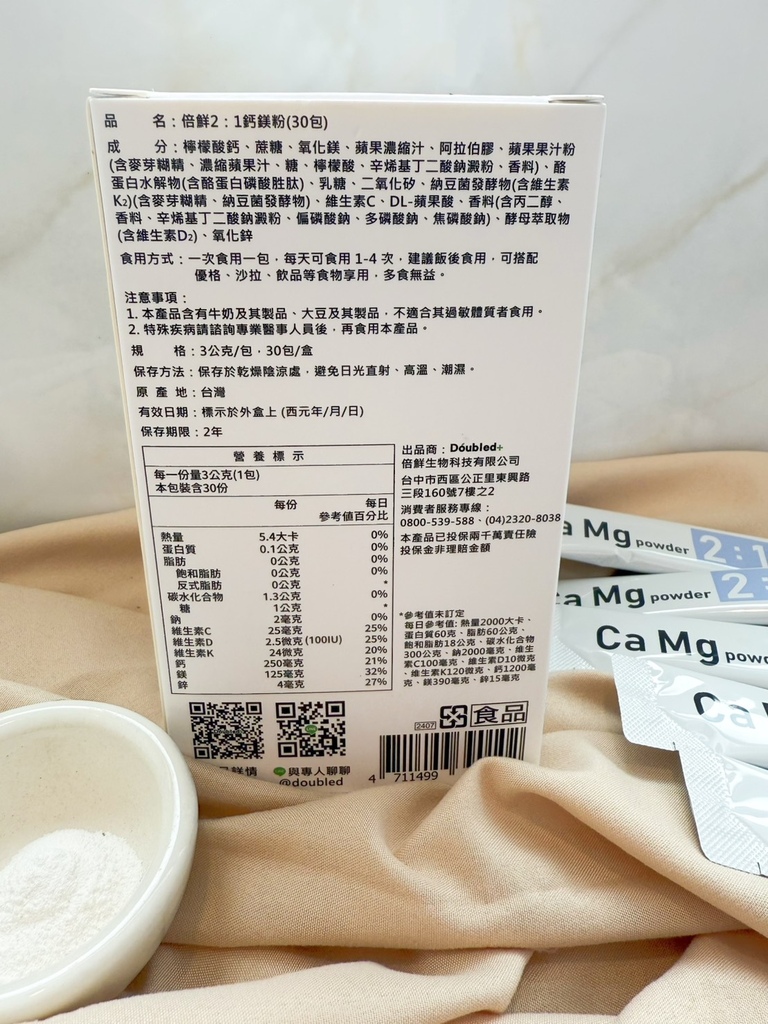 品 名：倍鮮2：1鈣鎂粉(30包)
成 分：檸檬酸鈣、蔗糖、氧化鎂、蘋果濃縮汁、阿拉伯膠、蘋果果汁粉
(含麥芽糊精、濃縮蘋果汁、糖、檸檬酸、辛烯基丁二酸鈉澱粉、香料)、酪
蛋白水解物(含酪蛋白磷酸胜肽)、乳糖、二氧化矽、納豆菌發酵物(含維生素
K₂)(含麥芽糊精、納豆菌發酵物)、維生素C、DL-蘋果酸、香料(含丙二醇、
香料、辛烯基丁二酸鈉澱粉、偏磷酸鈉、多磷酸鈉、焦磷酸鈉)、酵母萃取物
(含維生素D₂)、氧化鋅
食用方式：一次食用一包，每天可食用 1-4 次，建議飯後食用，可搭配
優格、沙拉、飲品等食物享用，多食無益。
注意事項：
1. 本產品含有牛奶及其製品、大豆及其製品，不適合其過敏體質者食用。
2. 特殊疾病請諮詢專業醫事人員後，再食用本產品。
規 格：3公克/包，30包/盒
保存方法：保存於乾燥陰涼處，避免日光直射、高溫、潮濕。
原 產 地：台灣
有效日期：標示於外盒上 (西元年/月/日)
保存期限：2年
營 養 標 示
每一份量3公克(1包)
本包裝含30份
每份 每日
參考值百分比
熱量 5.4大卡 0%
蛋白質 0.1公克 0%
脂肪 0公克 0%
飽和脂肪 0公克 0%
反式脂肪 0公克 *
碳水化合物 1.3公克 0%
糖 1公克 *
鈉 2毫克 0%
維生素C 25毫克 25%
維生素D 2.5微克 (100IU) 25%
維生素K 24微克 20%
鈣 250毫克 21%
鎂 125毫克 32%
鋅 4毫克 27%
出品商：Doubled+
倍鮮生物科技有限公司
台中市西區公正里東興路
三段160號7樓之2
消費者服務專線：
0800-539-588、(04)2320-8038
本產品已投保兩千萬責任險
投保金非理賠金額
*參考值未訂定
每日參考值: 熱量2000大卡、
蛋白質60克、脂肪60公克、
飽和脂肪18公克、碳水化合物
300公克、鈉2000毫克、維生
素C100毫克、維生素D10微克
、維生素K120微克、鈣1200毫
克、鎂390毫克、鋅15毫克
2407
食品
鮮情
與專人聊聊
@doubled
4 711499
a Mg powder 2:1
a Mg powder 2:
Ca Mg powd
Ca